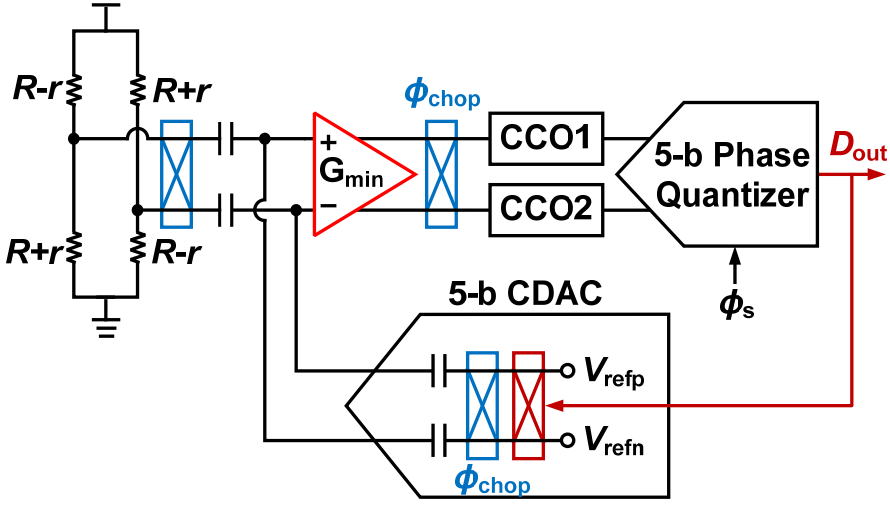 R-r
R+r
R+r
R-r
ϕchop
+
Gmin
−
CCO1
CCO2
5-b Phase
Quantizer
Dout
ϕs
5-b CDAC
Vrefp
Vrefn
ϕchop